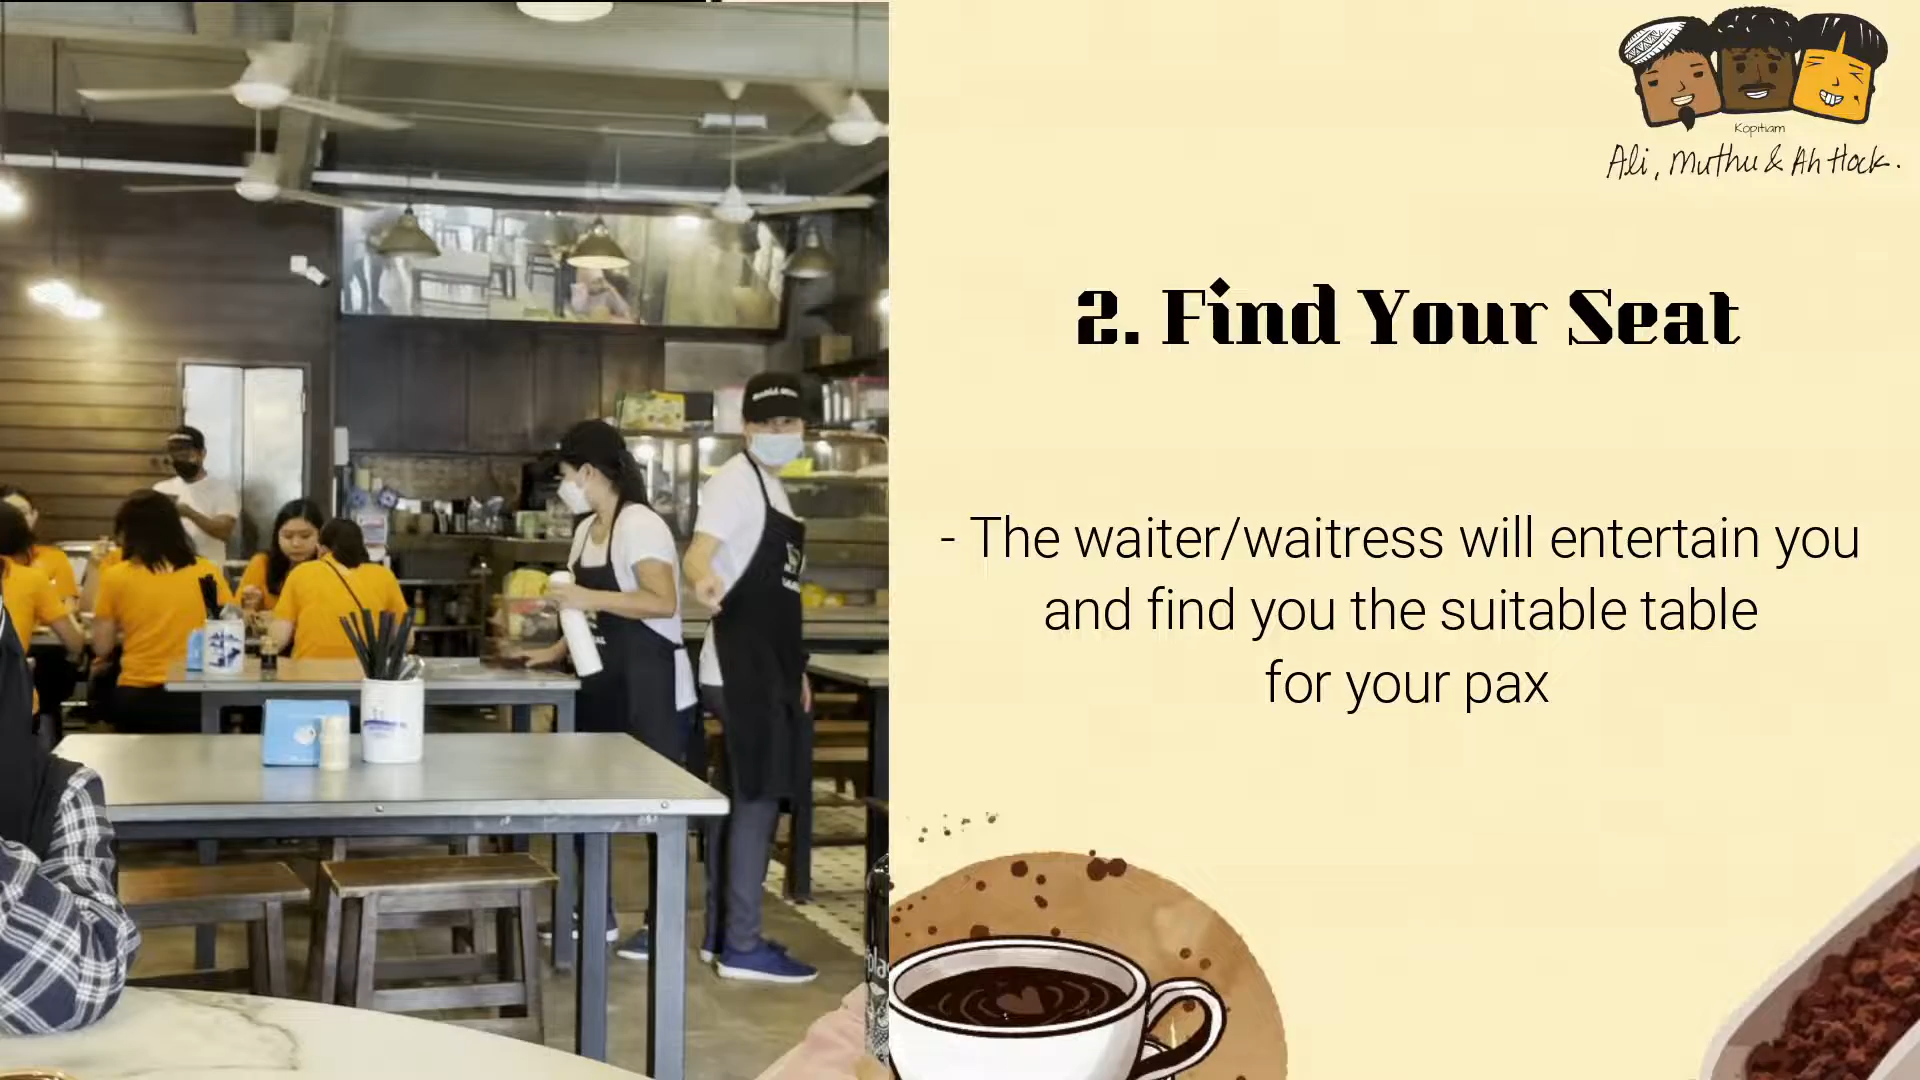 Kopitiam
Ali, Muthu & Ah Hock.
2. Find Your Seat
- The waiter/waitress will entertain you
and find you the suitable table
for your pax